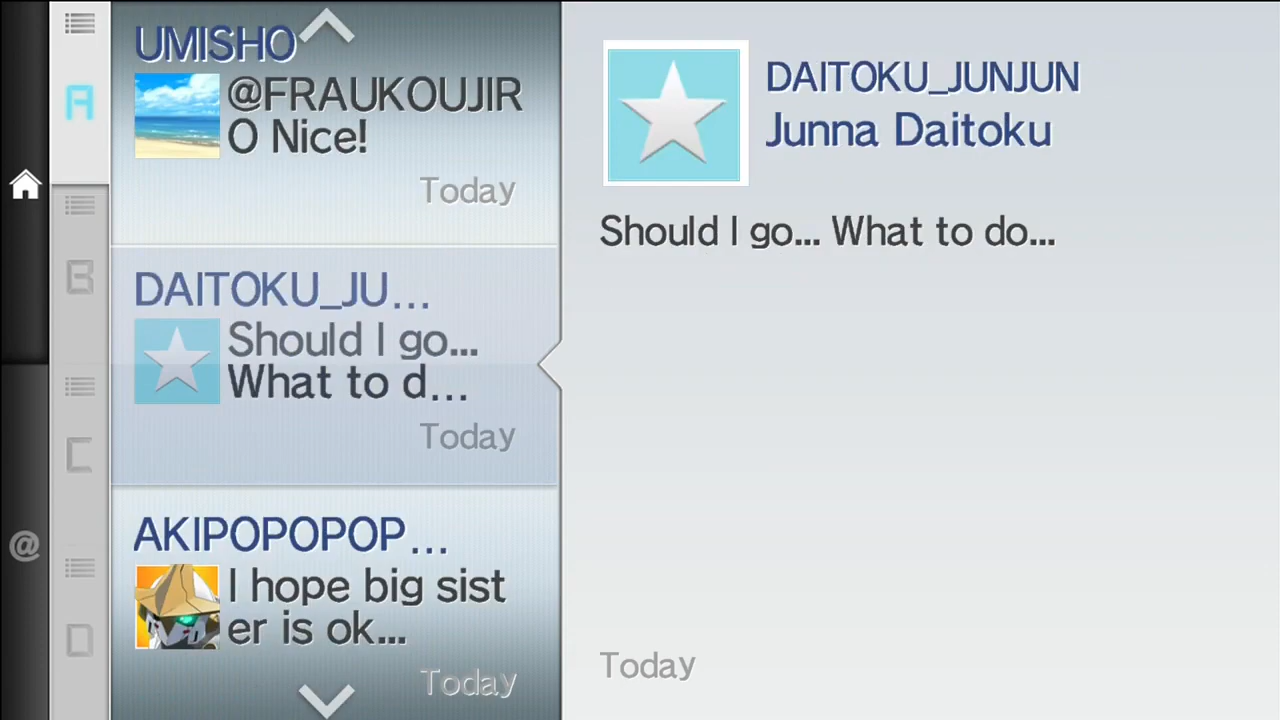 A
B
C
D
@
UMISHO
@FRAUKOUJIR
O Nice!
Today
DAITOKU_JU...
Should I go...
What to d...
Today
AKIPOPOPOP...
I hope big sist
er is ok...
Today
DAITOKU_JUNJUN
Junna Daitoku
Should I go... What to do...
Today